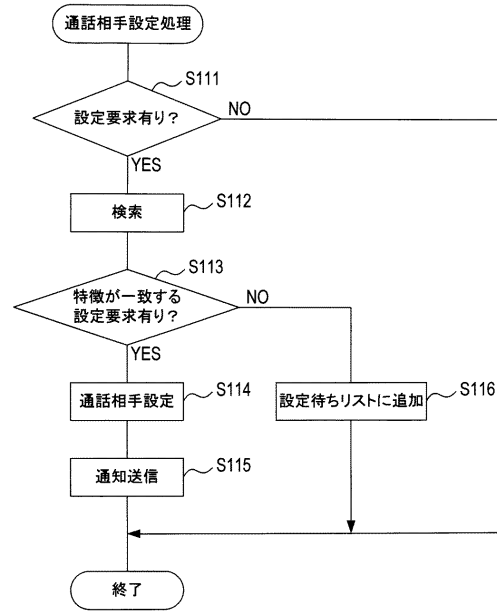 通話相手設定処理
S111
設定要求有り?
NO
YES
検索
S112
S113
特徴が一致する
設定要求有り?
NO
YES
通話相手設定
S114
設定待ちリストに追加
S116
通知送信
S115
終了